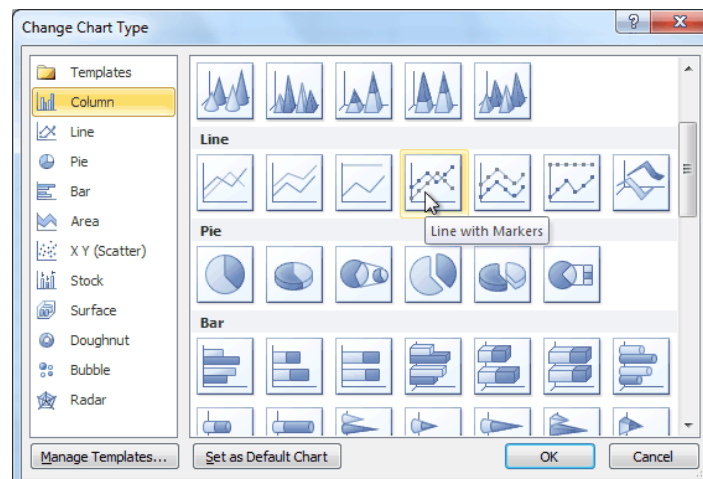 Change Chart Type
Templates
Column
Line
Pie
Bar
Area
X Y (Scatter)
Stock
Surface
Doughnut
Bubble
Radar
Line
Line with Markers
Pie
Bar
Manage Templates...
Set as Default Chart
OK
Cancel